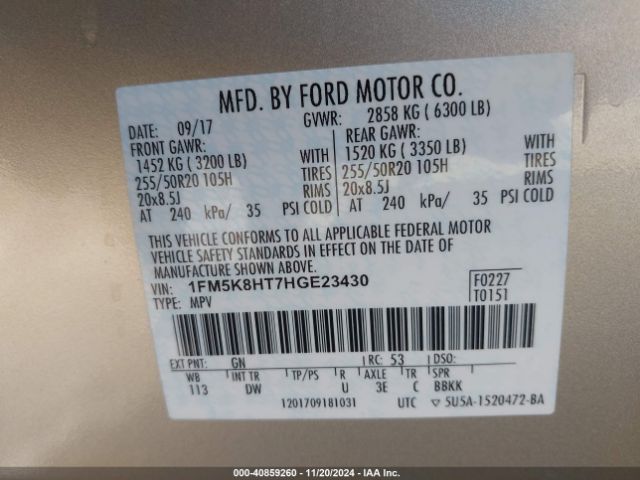 MFD. BY FORD MOTOR CO.
DATE: 09/17 GVWR: 2858 KG ( 6300 LB)
FRONT GAWR: REAR GAWR:
1452 KG ( 3200 LB) WITH 1520 KG ( 3350 LB) WITH
255/50R20 105H TIRES 255/50R20 105H TIRES
20x8.5J RIMS 20x8.5J RIMS
AT 240 kPa/ 35 PSI COLD AT 240 kPa/ 35 PSI COLD
THIS VEHICLE CONFORMS TO ALL APPLICABLE FEDERAL MOTOR
VEHICLE SAFETY STANDARDS IN EFFECT ON THE DATE OF
MANUFACTURE SHOWN ABOVE.
VIN: 1FM5K8HT7HGE23430 F0227
TYPE: MPV T0151
EXT PNT: GN RC: 53 DSO:
WB INT TR TP/PS R AXLE TR SPR
113 DW U 3E C BBKK
1201709181031 UTC ▽ 5U5A-1520472-BA
000-40859260 - 11/20/2024 - IAA Inc.